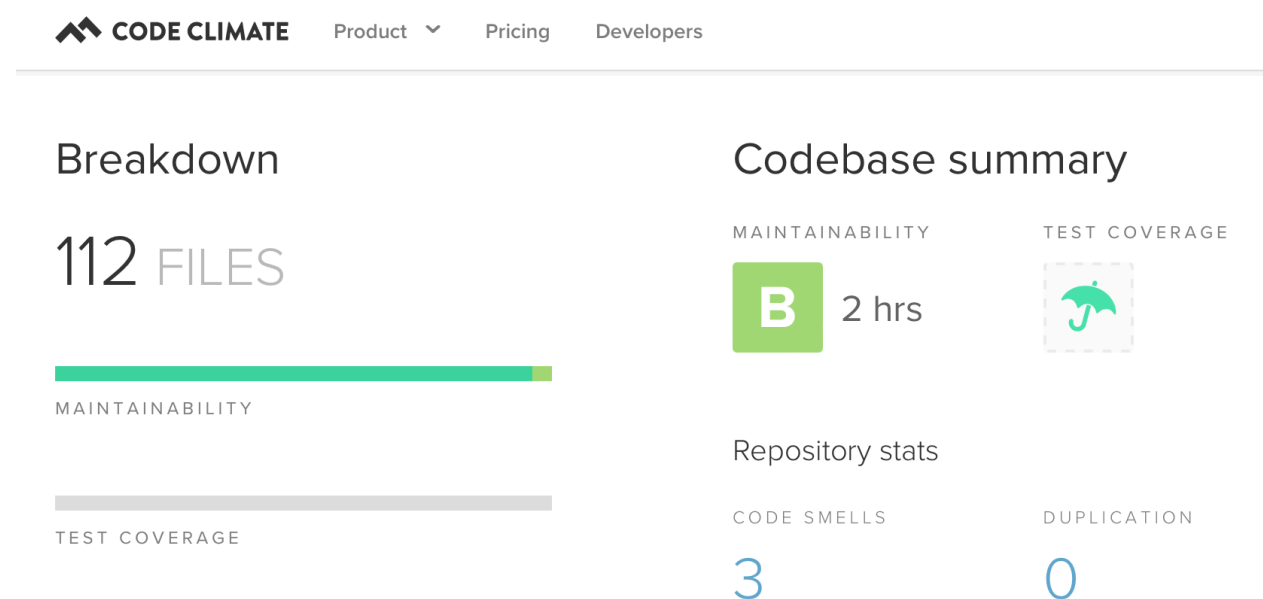 CODE CLIMATE Product Pricing Developers
Breakdown
112 FILES
MAINTAINABILITY
TEST COVERAGE
Codebase summary
MAINTAINABILITY TEST COVERAGE
B 2 hrs
Repository stats
CODE SMELLS DUPLICATION
3 0